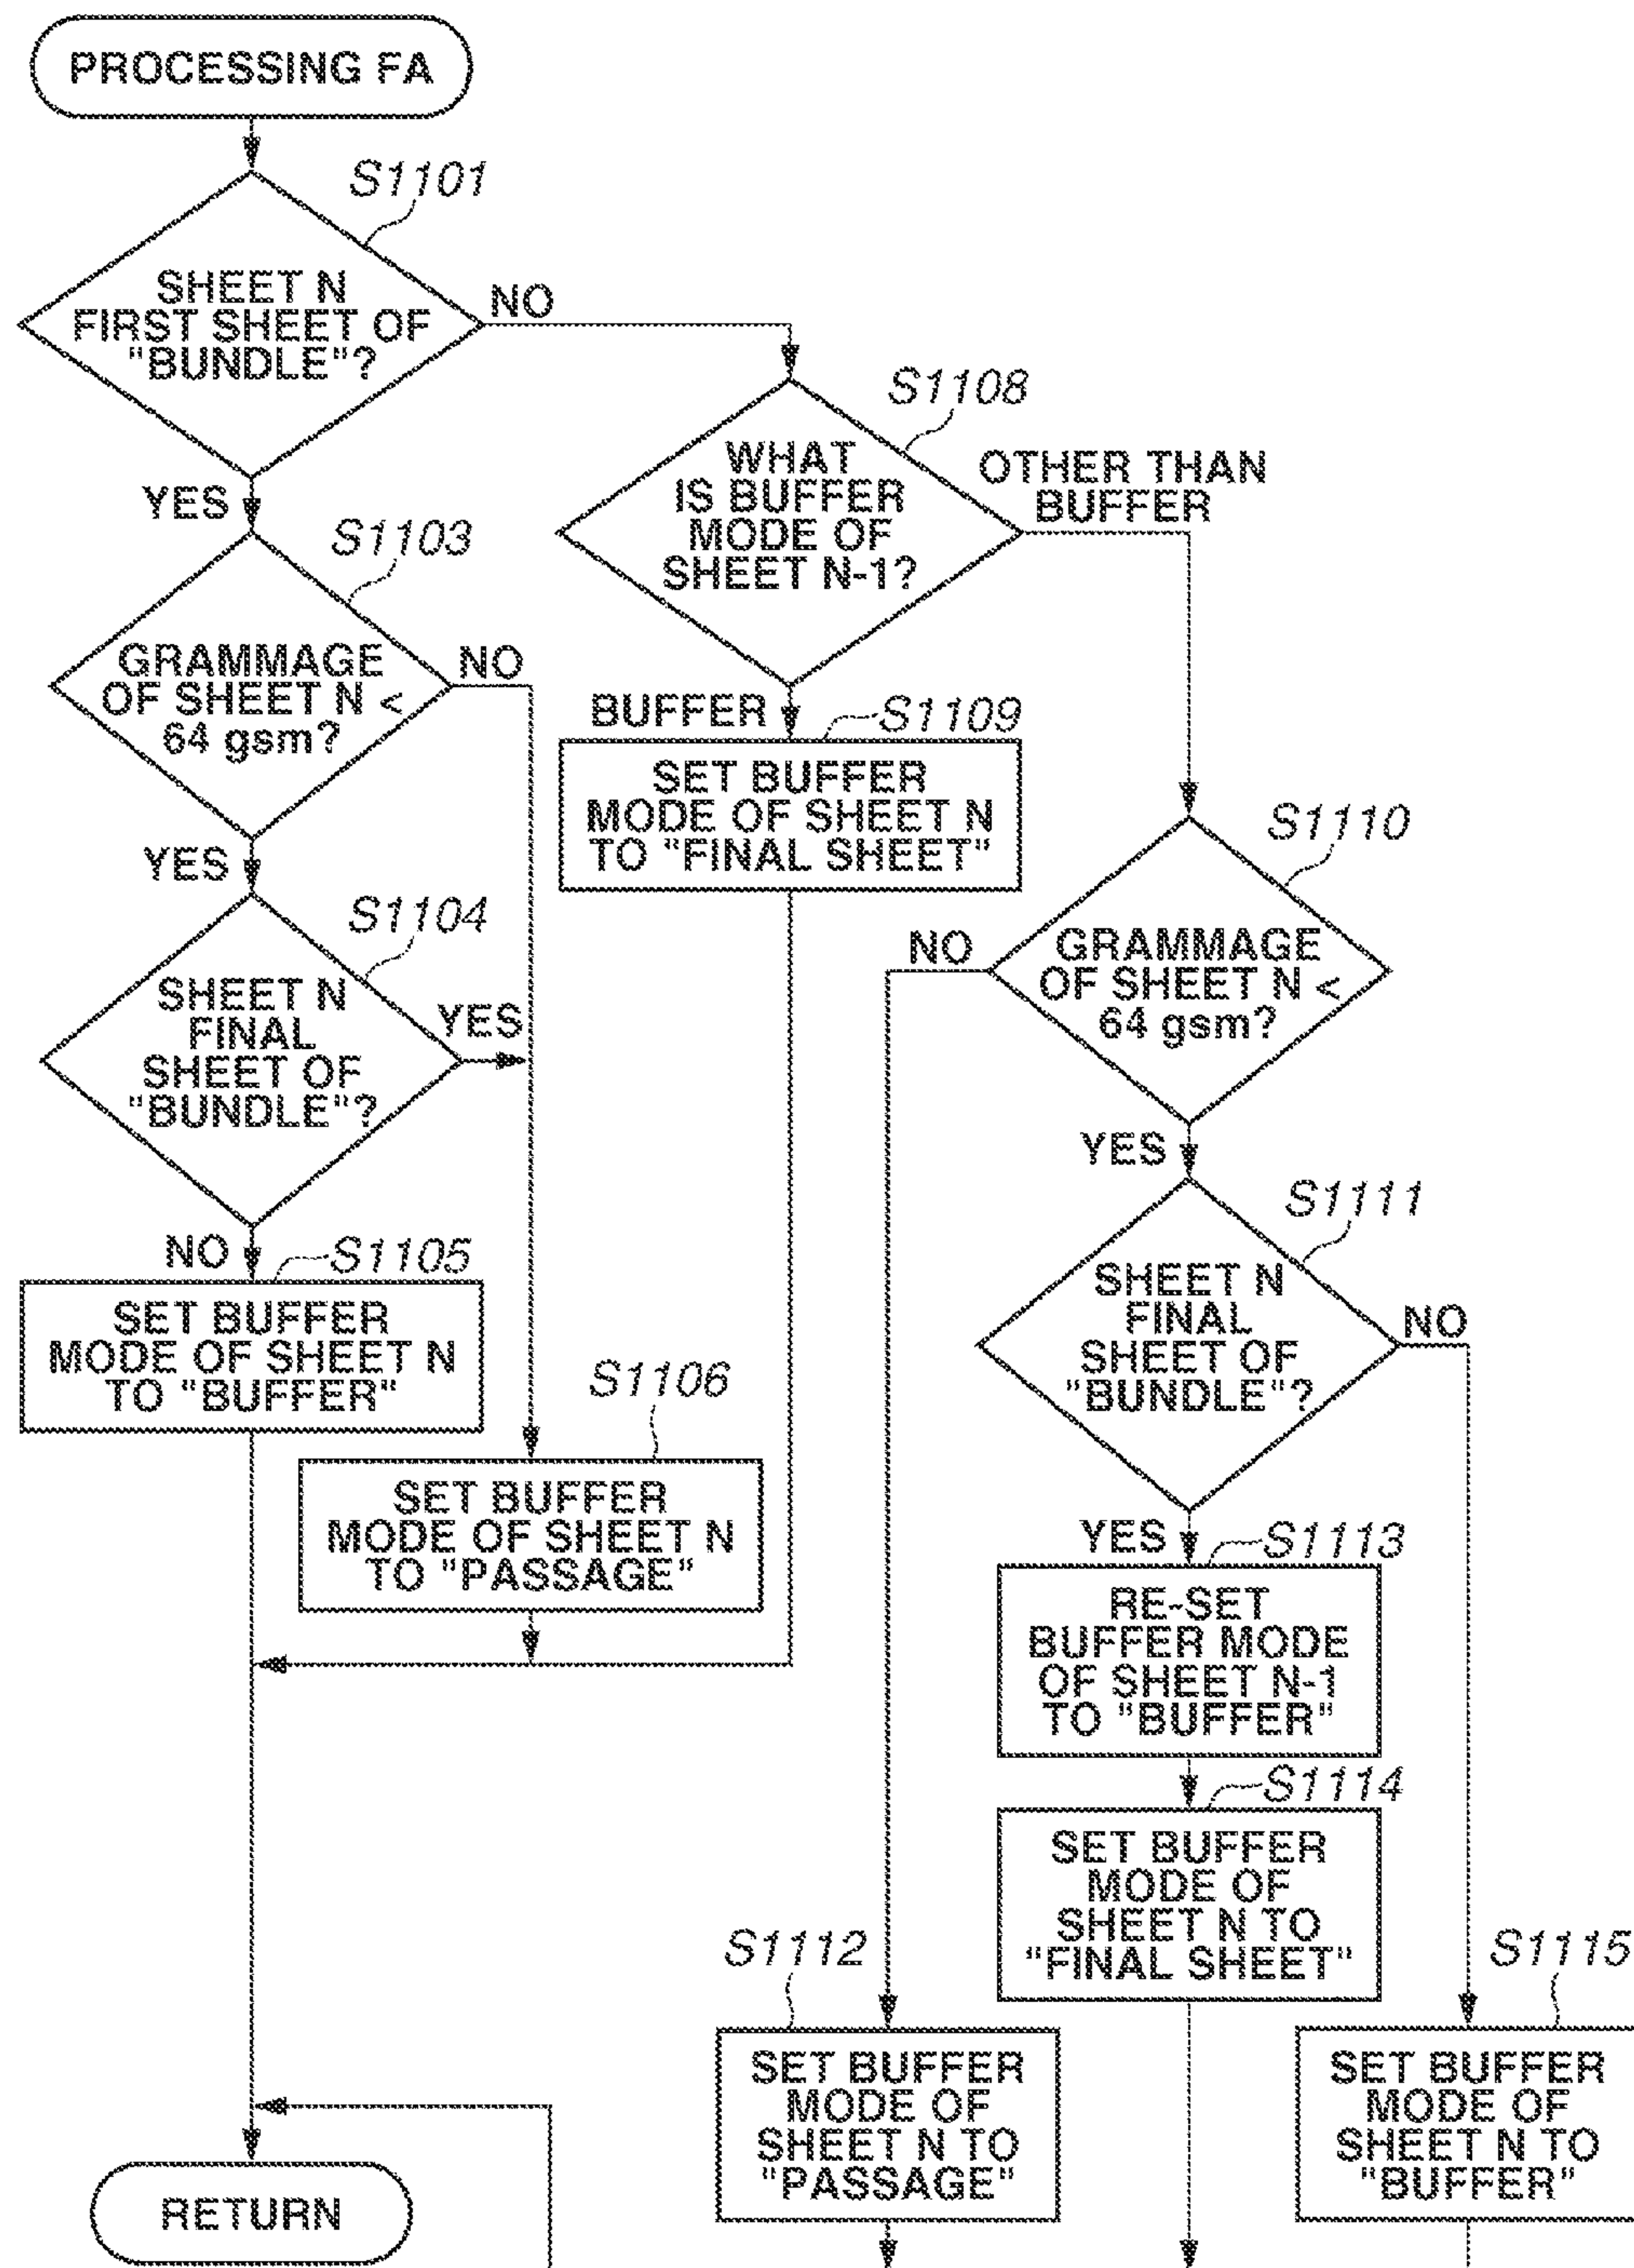 PROCESSING FA
S1101
SHEET N
FIRST SHEET OF
"BUNDLE"?
NO
YES
S1103
GRAMMAGE
OF SHEET N <
64 gsm?
NO
YES
S1104
SHEET N
FINAL
SHEET OF
"BUNDLE"?
YES
NO
S1105
SET BUFFER
MODE OF SHEET N
TO "BUFFER"
S1106
SET BUFFER
MODE OF SHEET N
TO "PASSAGE"
S1108
WHAT
IS BUFFER
MODE OF
SHEET N-1?
OTHER THAN
BUFFER
BUFFER
S1109
SET BUFFER
MODE OF SHEET N
TO "FINAL SHEET"
S1110
GRAMMAGE
OF SHEET N <
64 gsm?
NO
YES
S1111
SHEET N
FINAL
SHEET OF
"BUNDLE"?
NO
YES
S1113
RE-SET
BUFFER MODE
OF SHEET N-1
TO "BUFFER"
S1114
SET BUFFER
MODE OF
SHEET N TO
"FINAL SHEET"
S1112
SET BUFFER
MODE OF
SHEET N TO
"PASSAGE"
S1115
SET BUFFER
MODE OF
SHEET N TO
"BUFFER"
RETURN